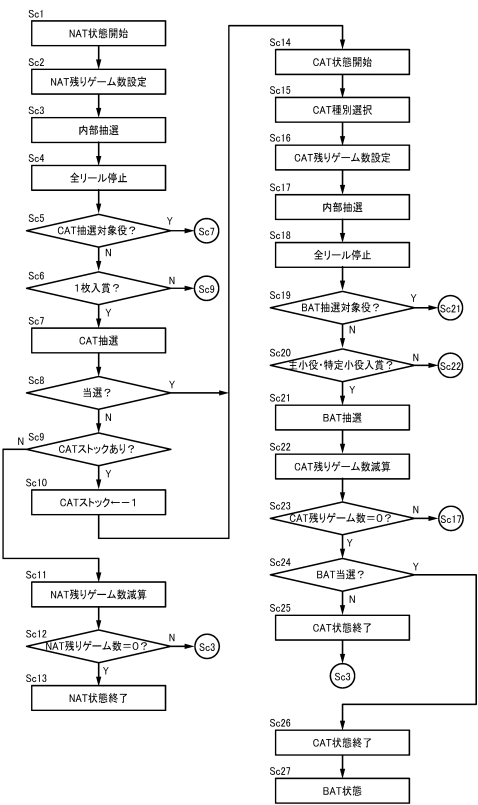 Sc1
NAT状態開始
Sc2
NAT残りゲーム数設定
Sc3
内部抽選
Sc4
全リール停止
Sc5
CAT抽選対象役？
Y
Sc7
N
Sc6
1枚入賞？
N
Sc9
Y
Sc7
CAT抽選
Sc8
当選？
Y
N
Sc9
N
CATストックあり？
Y
Sc10
CATストック←－1
Sc11
NAT残りゲーム数減算
Sc12
NAT残りゲーム数＝0？
N
Sc3
Y
Sc13
NAT状態終了
Sc14
CAT状態開始
Sc15
CAT種別選択
Sc16
CAT残りゲーム数設定
Sc17
内部抽選
Sc18
全リール停止
Sc19
BAT抽選対象役？
Y
Sc21
N
Sc20
主小役・特定小役入賞？
N
Sc22
Y
Sc21
BAT抽選
Sc22
CAT残りゲーム数減算
Sc23
CAT残りゲーム数＝0？
N
Sc17
Y
Sc24
BAT当選？
Y
N
Sc25
CAT状態終了
Sc3
Sc26
CAT状態終了
Sc27
BAT状態